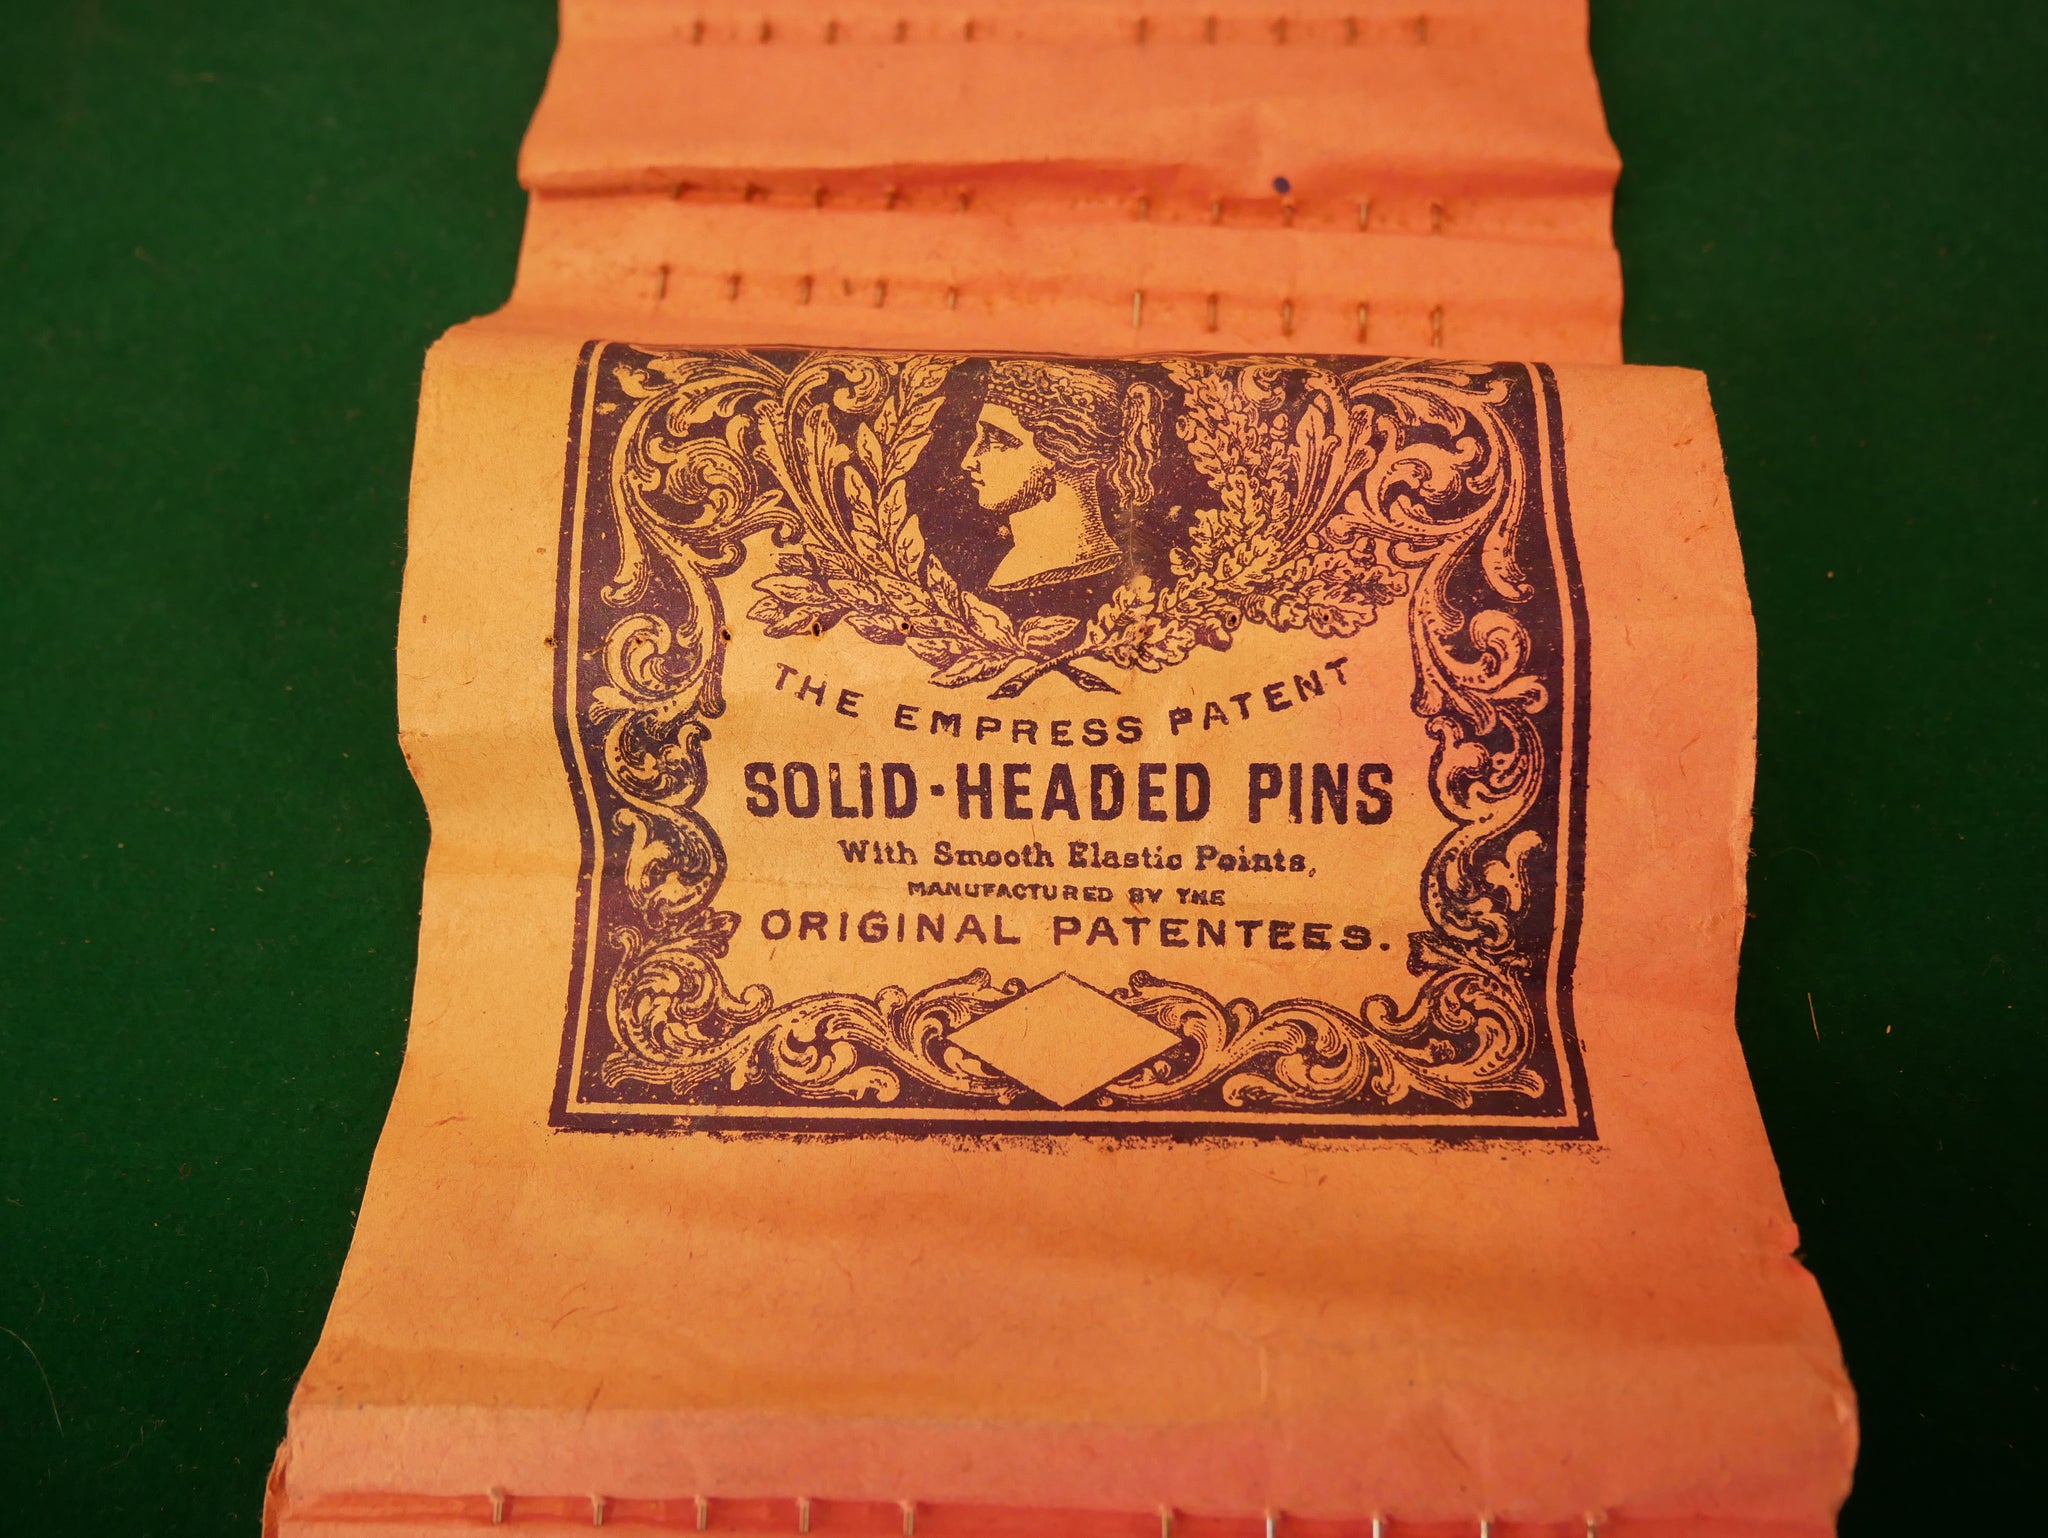 THE EMPRESS PATENT
SOLID-HEADED PINS
With Smooth Elastic Points,
MANUFACTURED BY THE
ORIGINAL PATENTEES.